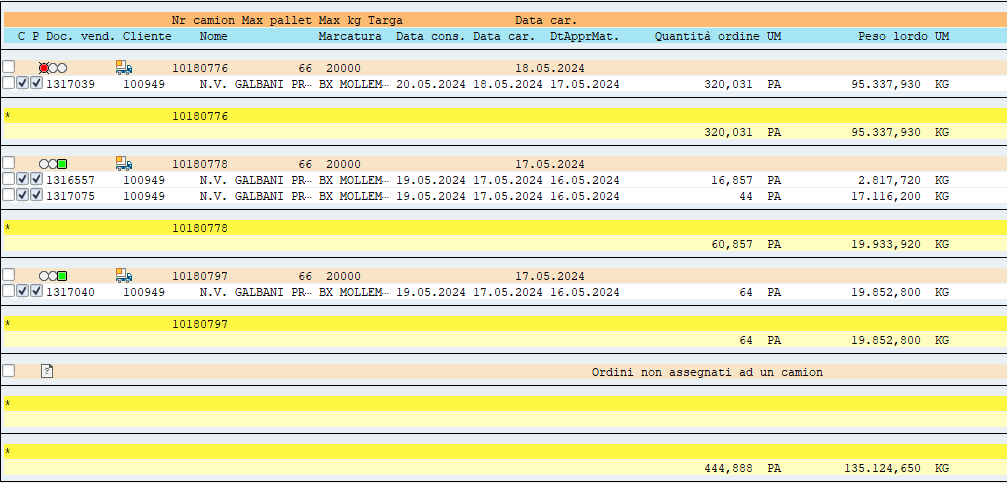 Nr camion Max pallet Max kg Targa Data car.
C P Doc. vend. Cliente Nome Marcatura Data cons. Data car. DtApprMat. Quantità ordine UM Peso lordo UM
10180776 66 20000 18.05.2024
1317039 100949 N.V. GALBANI PR… BX MOLLEM… 20.05.2024 18.05.2024 17.05.2024 320,031 PA 95.337,930 KG
* 10180776
320,031 PA 95.337,930 KG
10180778 66 20000 17.05.2024
1316557 100949 N.V. GALBANI PR… BX MOLLEM… 19.05.2024 17.05.2024 16.05.2024 16,857 PA 2.817,720 KG
1317075 100949 N.V. GALBANI PR… BX MOLLEM… 19.05.2024 17.05.2024 16.05.2024 44 PA 17.116,200 KG
* 10180778
60,857 PA 19.933,920 KG
10180797 66 20000 17.05.2024
1317040 100949 N.V. GALBANI PR… BX MOLLEM… 19.05.2024 17.05.2024 16.05.2024 64 PA 19.852,800 KG
* 10180797
64 PA 19.852,800 KG
? Ordini non assegnati ad un camion
*
*
444,888 PA 135.124,650 KG